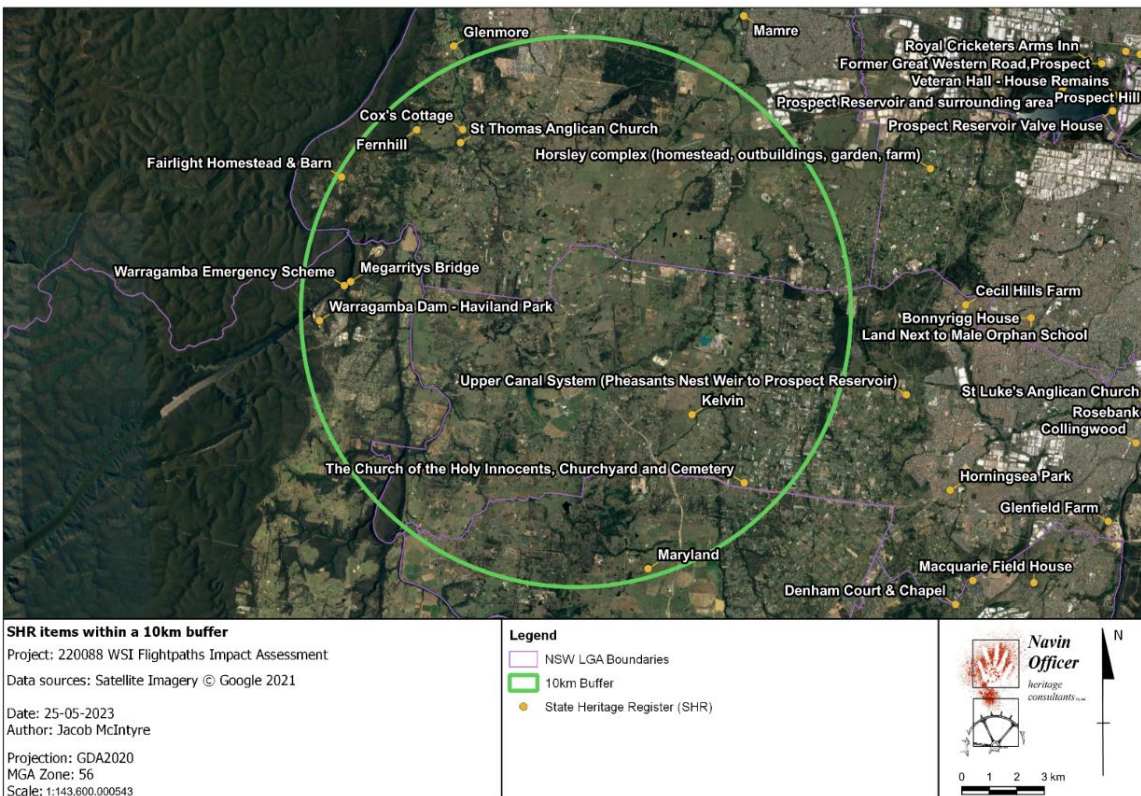 Glenmore
Mamre
Royal Cricketers Arms Inn
Former Great Western Road,Prospect
Veteran Hall - House Remains
Prospect Reservoir and surrounding area
Prospect Hill
Cox's Cottage
St Thomas Anglican Church
Prospect Reservoir Valve House
Fernhill
Fairlight Homestead & Barn
Horsley complex (homestead, outbuildings, garden, farm)
Warragamba Emergency Scheme
Megarritys Bridge
Warragamba Dam - Haviland Park
Cecil Hills Farm
Bonnyrigg House
Land Next to Male Orphan School
Upper Canal System (Pheasants Nest Weir to Prospect Reservoir)
St Luke's Anglican Church
Kelvin
Rosebank
Collingwood
The Church of the Holy Innocents, Churchyard and Cemetery
Horningsea Park
Glenfield Farm
Maryland
Macquarie Field House
Denham Court & Chapel
SHR items within a 10km buffer
Project: 220088 WSI Flightpaths Impact Assessment
Data sources: Satellite Imagery © Google 2021
Date: 25-05-2023
Author: Jacob McIntyre
Projection: GDA2020
MGA Zone: 56
Scale: 1:143,600.000543
Legend
NSW LGA Boundaries
10km Buffer
State Heritage Register (SHR)
Navin
Officer
heritage
consultants
N
0 1 2 3 km